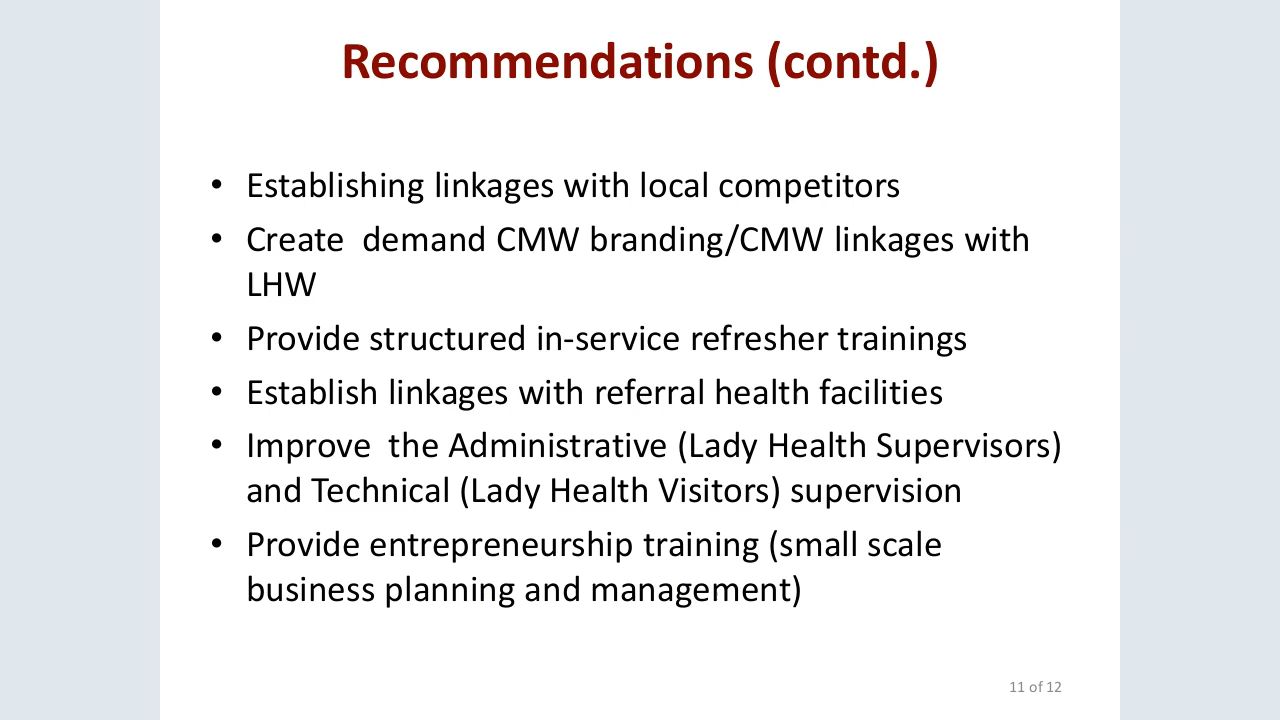 Recommendations (contd.)
• Establishing linkages with local competitors
• Create  demand CMW branding/CMW linkages with
LHW
• Provide structured in-service refresher trainings
• Establish linkages with referral health facilities
• Improve  the Administrative (Lady Health Supervisors)
and Technical (Lady Health Visitors) supervision
• Provide entrepreneurship training (small scale
business planning and management)
11 of 12